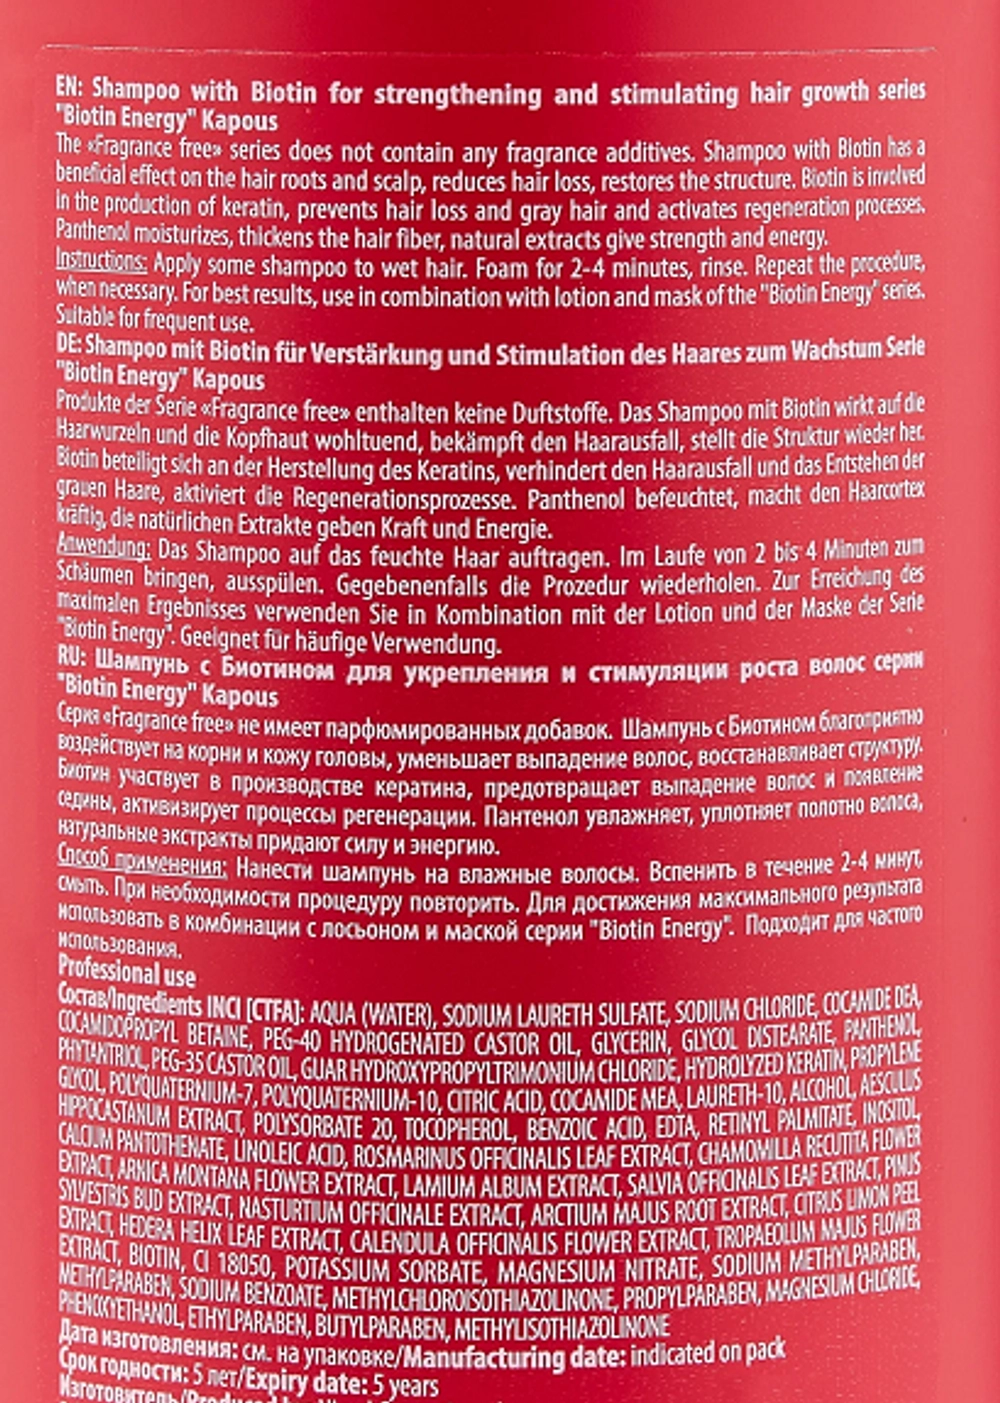 EN: Shampoo with Biotin for strengthening and stimulating hair growth series
"Biotin Energy" Kapous
The «Fragrance free» series does not contain any fragrance additives. Shampoo with Biotin has a
beneficial effect on the hair roots and scalp, reduces hair loss, restores the structure. Biotin is involved
in the production of keratin, prevents hair loss and gray hair and activates regeneration processes.
Panthenol moisturizes, thickens the hair fiber, natural extracts give strength and energy.
Instructions: Apply some shampoo to wet hair. Foam for 2-4 minutes, rinse. Repeat the procedure,
when necessary. For best results, use in combination with lotion and mask of the "Biotin Energy" series.
Suitable for frequent use.
DE: Shampoo mit Biotin für Verstärkung und Stimulation des Haares zum Wachstum Serie
"Biotin Energy" Kapous
Produkte der Serie «Fragrance free» enthalten keine Duftstoffe. Das Shampoo mit Biotin wirkt auf die
Haarwurzeln und die Kopfhaut wohltuend, bekämpft den Haarausfall, stellt die Struktur wieder her.
Biotin beteiligt sich an der Herstellung des Keratins, verhindert den Haarausfall und das Entstehen der
grauen Haare, aktiviert die Regenerationsprozesse. Panthenol befeuchtet, macht den Haarcortex
kräftig, die natürlichen Extrakte geben Kraft und Energie.
Anwendung: Das Shampoo auf das feuchte Haar auftragen. Im Laufe von 2 bis 4 Minuten zum
Schäumen bringen, ausspülen. Gegebenenfalls die Prozedur wiederholen. Zur Erreichung des
maximalen Ergebnisses verwenden Sie in Kombination mit der Lotion und der Maske der Serie
"Biotin Energy". Geeignet für häufige Verwendung.
RU: Шампунь с Биотином для укрепления и стимуляции роста волос серии
"Biotin Energy" Kapous
Серия «Fragrance free» не имеет парфюмированных добавок. Шампунь с Биотином благоприятно
воздействует на корни и кожу головы, уменьшает выпадение волос, восстанавливает структуру.
Биотин участвует в производстве кератина, предотвращает выпадение волос и появление
седины, активизирует процессы регенерации. Пантенол увлажняет, уплотняет полотно волоса,
натуральные экстракты придают силу и энергию.
Способ применения: Нанести шампунь на влажные волосы. Вспенить в течение 2-4 минут,
смыть. При необходимости процедуру повторить. Для достижения максимального результата
использовать в комбинации с лосьоном и маской серии "Biotin Energy". Подходит для частого
использования.
Professional use
Состав/Ingredients INCI [CTFA]: AQUA (WATER), SODIUM LAURETH SULFATE, SODIUM CHLORIDE, COCAMIDE DEA,
COCAMIDOPROPYL BETAINE, PEG-40 HYDROGENATED CASTOR OIL, GLYCERIN, GLYCOL DISTEARATE, PANTHENOL,
PHYTANTRIOL, PEG-35 CASTOR OIL, GUAR HYDROXYPROPYLTRIMONIUM CHLORIDE, HYDROLYZED KERATIN, PROPYLENE
GLYCOL, POLYQUATERNIUM-7, POLYQUATERNIUM-10, CITRIC ACID, COCAMIDE MEA, LAURETH-10, ALCOHOL, AESCULUS
HIPPOCASTANUM EXTRACT, POLYSORBATE 20, TOCOPHEROL, BENZOIC ACID, EDTA, RETINYL PALMITATE, INOSITOL,
CALCIUM PANTOTHENATE, LINOLEIC ACID, ROSMARINUS OFFICINALIS LEAF EXTRACT, CHAMOMILLA RECUTITA FLOWER
EXTRACT, ARNICA MONTANA FLOWER EXTRACT, LAMIUM ALBUM EXTRACT, SALVIA OFFICINALIS LEAF EXTRACT, PINUS
SYLVESTRIS BUD EXTRACT, NASTURTIUM OFFICINALE EXTRACT, ARCTIUM MAJUS ROOT EXTRACT, CITRUS LIMON PEEL
EXTRACT, HEDERA HELIX LEAF EXTRACT, CALENDULA OFFICINALIS FLOWER EXTRACT, TROPAEOLUM MAJUS FLOWER
EXTRACT, BIOTIN, CI 18050, POTASSIUM SORBATE, MAGNESIUM NITRATE, SODIUM METHYLPARABEN,
METHYLPARABEN, SODIUM BENZOATE, METHYLCHLOROISOTHIAZOLINONE, PROPYLPARABEN, MAGNESIUM CHLORIDE,
PHENOXYETHANOL, ETHYLPARABEN, BUTYLPARABEN, METHYLISOTHIAZOLINONE
Дата изготовления: см. на упаковке/Manufacturing date: indicated on pack
Срок годности: 5 лет/Expiry date: 5 years
Изготовитель/Produced by: